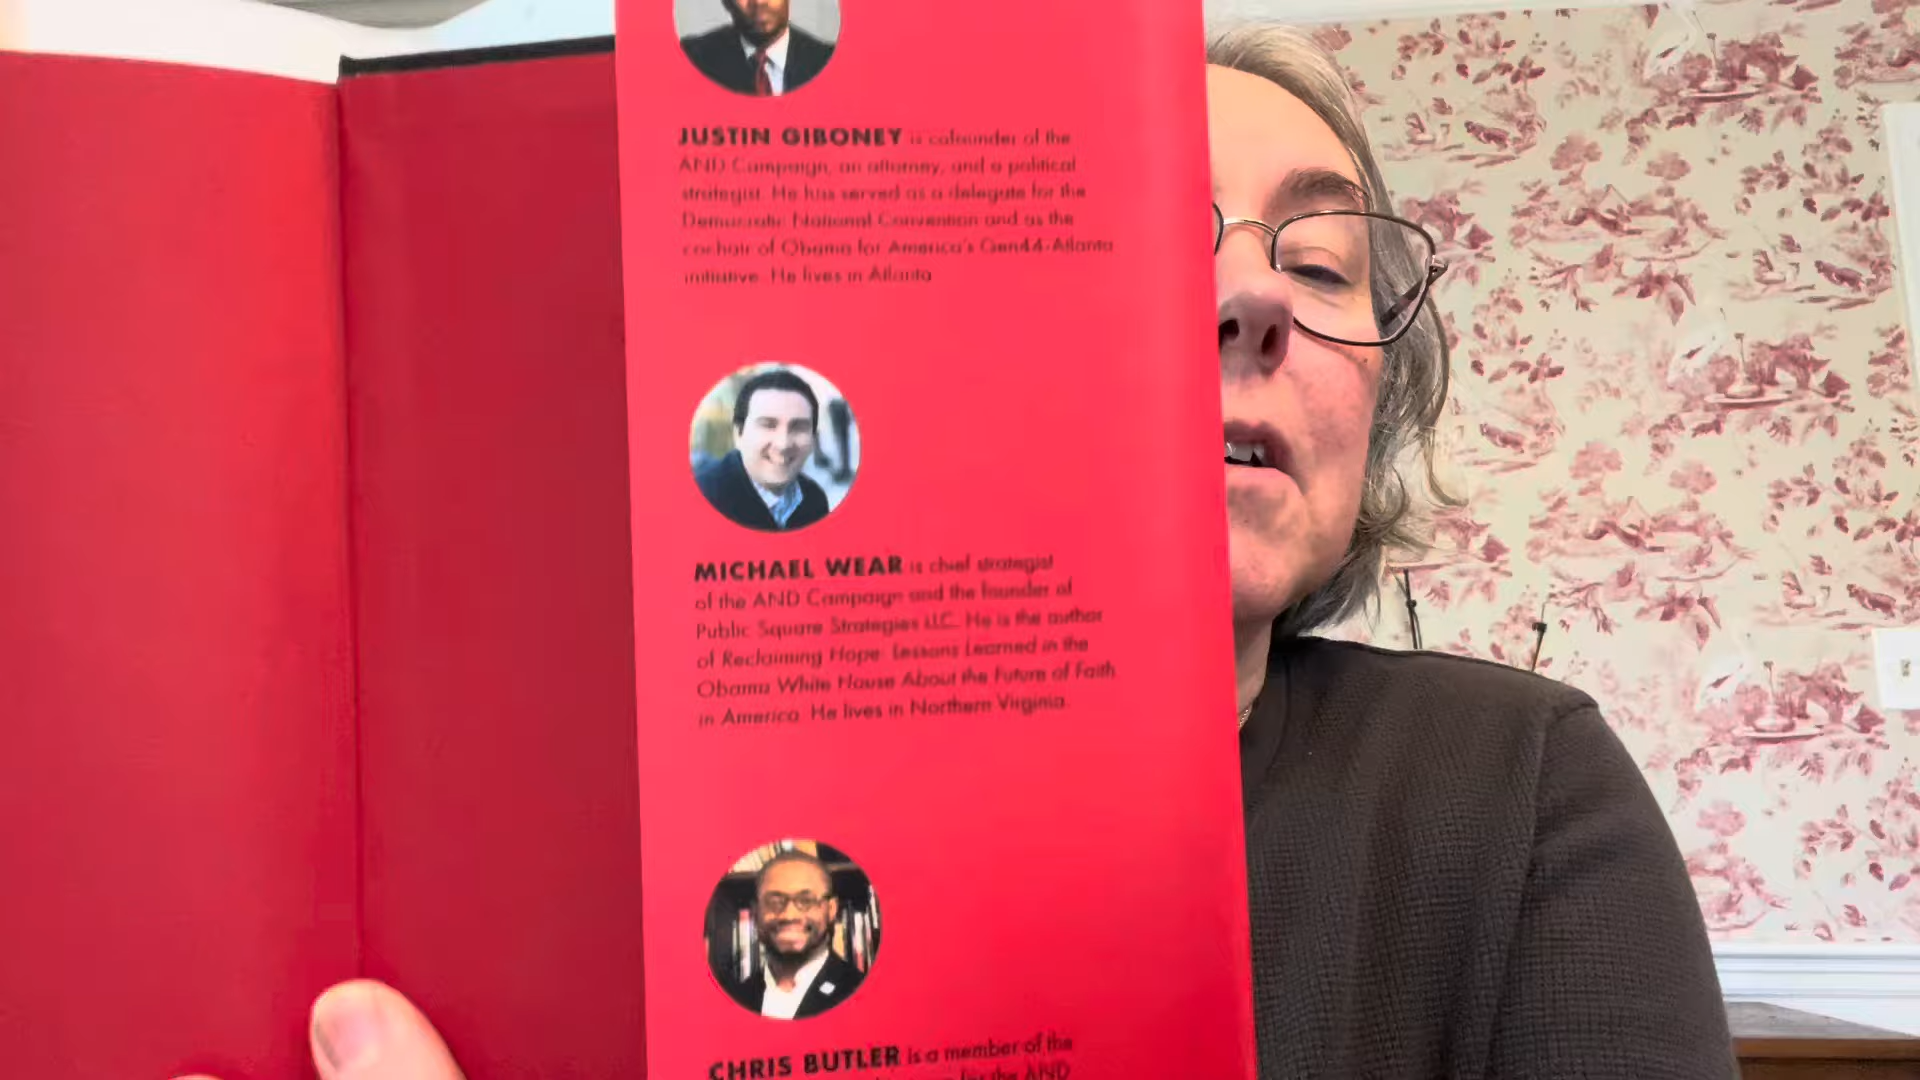 JUSTIN GIBONEY is cofounder of the
AND Campaign, an attorney, and a political
strategist. He has served as a delegate for the
Democratic National Convention and as the
cochair of Obama for America's Gen44-Atlanta
initiative. He lives in Atlanta.
MICHAEL WEAR is chief strategist
of the AND Campaign and the founder of
Public Square Strategies LLC. He is the author
of Reclaiming Hope: Lessons Learned in the
Obama White House About the Future of Faith
in America. He lives in Northern Virginia.
CHRIS BUTLER is a member of the
for the AND